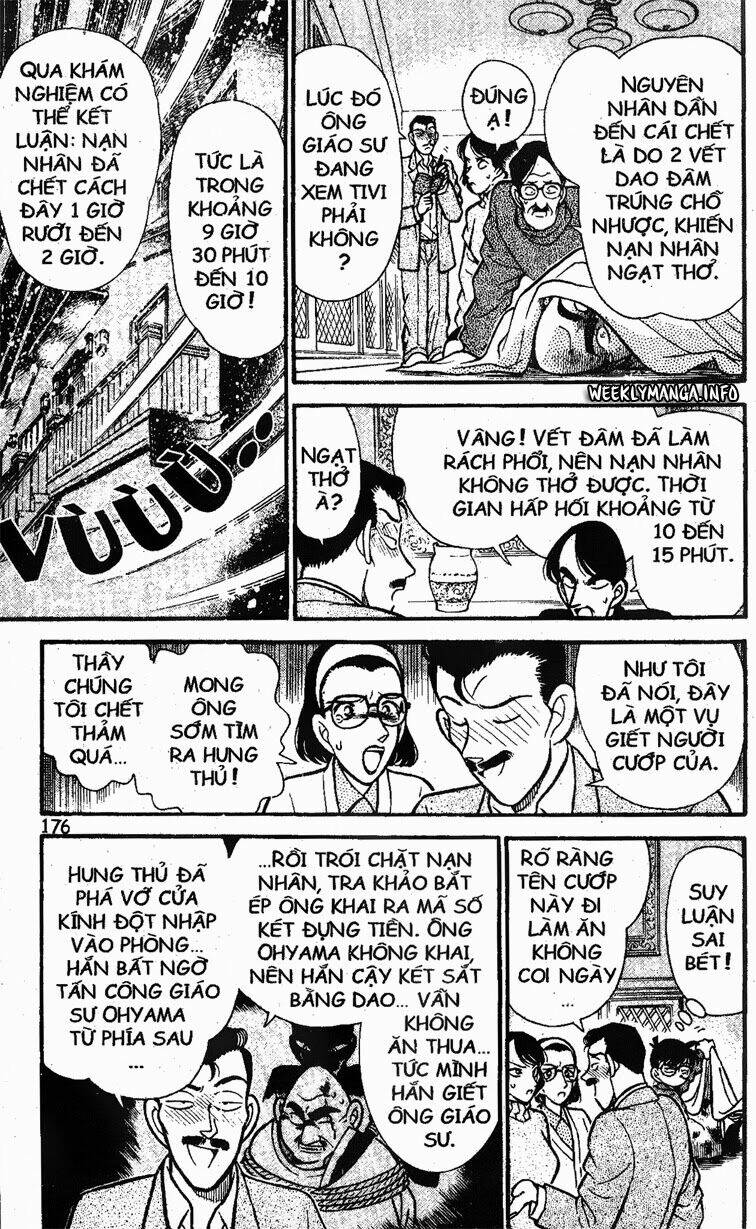 QUA KHÁM
NGHIỆM CÓ
THỂ KẾT
LUẬN: NẠN
NHÂN ĐÃ
CHẾT CÁCH
ĐÂY 1 GIỜ
RƯỠI ĐẾN
2 GIỜ.
TỨC LÀ
TRONG
KHOẢNG
9 GIỜ
30 PHÚT
ĐẾN 10
GIỜ!
VÙÙÙÙ...
LÚC ĐÓ
ÔNG
GIÁO SƯ
ĐANG
XEM TIVI
PHẢI
KHÔNG
?
ĐÚNG
Ạ!
NGUYÊN
NHÂN DẪN
ĐẾN CÁI CHẾT
LÀ DO 2 VẾT
DAO ĐÂM
TRÚNG CHỖ
NHƯỢC, KHIẾN
NẠN NHÂN
NGẠT THỞ.
WEEKLYMANGA.INFO
NGẠT
THỞ
À?
VÂNG! VẾT ĐÂM ĐÃ LÀM
RÁCH PHỔI, NÊN NẠN NHÂN
KHÔNG THỞ ĐƯỢC. THỜI
GIAN HẤP HỐI KHOẢNG TỪ
10 ĐẾN
15 PHÚT.
THẦY
CHÚNG
TÔI CHẾT
THẢM
QUÁ...
MONG
ÔNG
SỚM TÌM
RA HUNG
THỦ!
NHƯ TÔI
ĐÃ NÓI, ĐÂY
LÀ MỘT VỤ
GIẾT NGƯỜI
CƯỚP CỦA.
176
HUNG THỦ ĐÃ
PHÁ VỠ CỬA
KÍNH ĐỘT NHẬP
VÀO PHÒNG...
HẮN BẤT NGỜ
TẤN CÔNG GIÁO
SƯ OHYAMA
TỪ PHÍA SAU
...
...RỒI TRÓI CHẶT NẠN
NHÂN, TRA KHẢO BẮT
ÉP ÔNG KHAI RA MÃ SỐ
KÉT ĐỰNG TIỀN. ÔNG
OHYAMA KHÔNG KHAI,
NÊN HẮN CẬY KÉT SẮT
BẰNG DAO... VẪN
KHÔNG
ĂN THUA...
TỨC MÌNH
HẮN GIẾT
ÔNG GIÁO
SƯ.
RÕ RÀNG
TÊN CƯỚP
NÀY ĐI
LÀM ĂN
KHÔNG
COI NGÀY
...
SUY
LUẬN
SAI
BÉT!